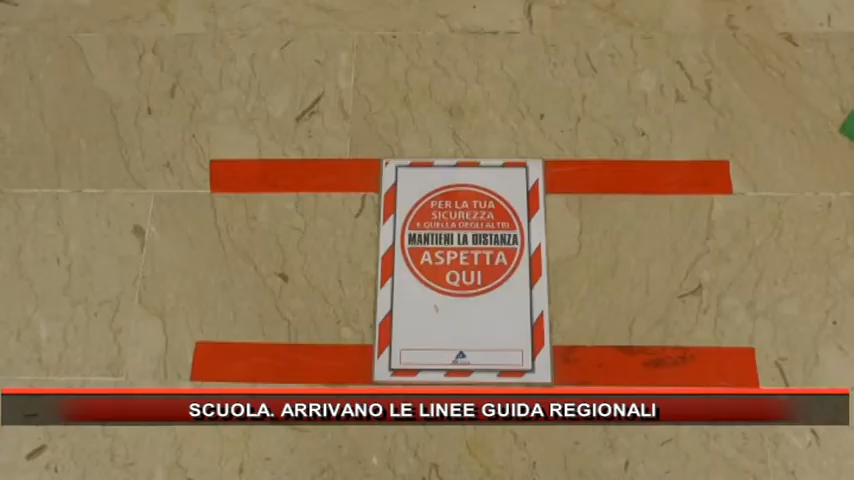 PER LA TUA
SICUREZZA
E QUELLA DEGLI ALTRI
MANTIENI LA DISTANZA
ASPETTA
QUI
SCUOLA. ARRIVANO LE LINEE GUIDA REGIONALI